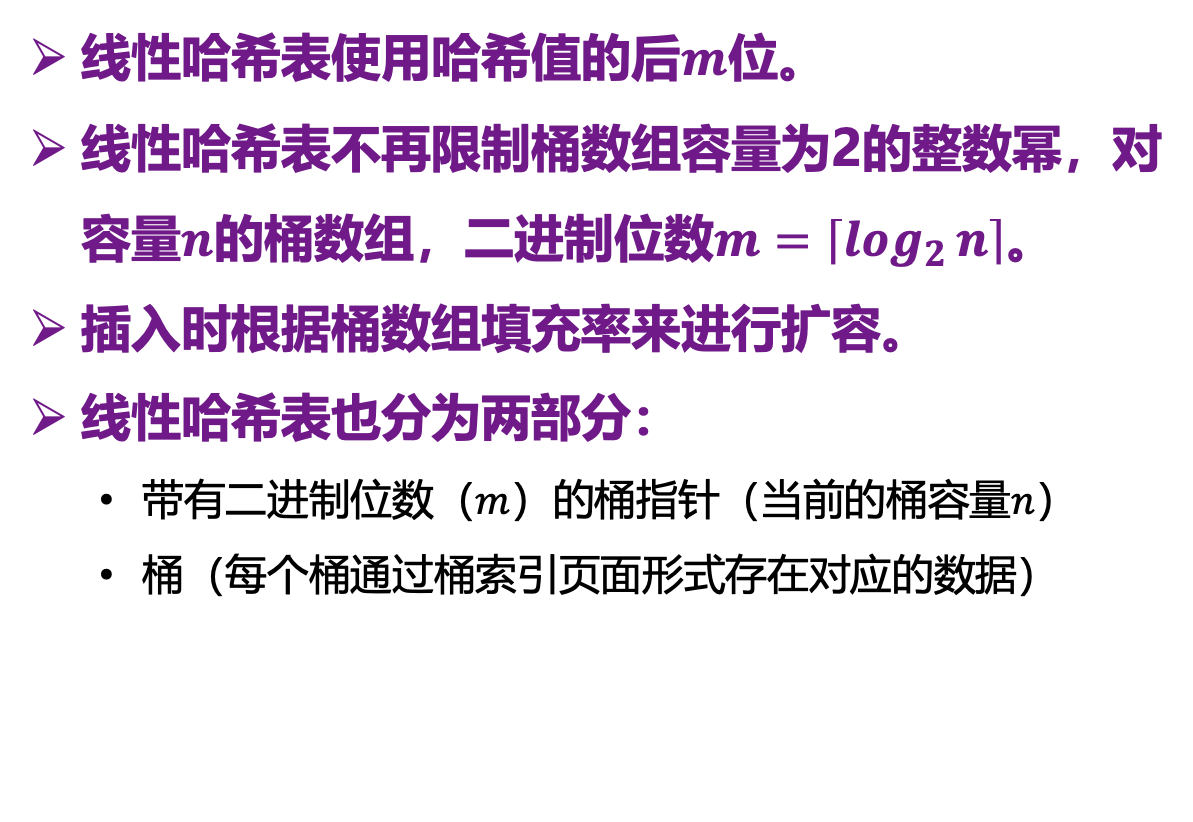 ➢ 线性哈希表使用哈希值的后m位。
➢ 线性哈希表不再限制桶数组容量为2的整数幂，对
容量n的桶数组，二进制位数m = ⌈log₂ n⌉。
➢ 插入时根据桶数组填充率来进行扩容。
➢ 线性哈希表也分为两部分：
• 带有二进制位数（m）的桶指针（当前的桶容量n）
• 桶（每个桶通过桶索引页面形式存在对应的数据）